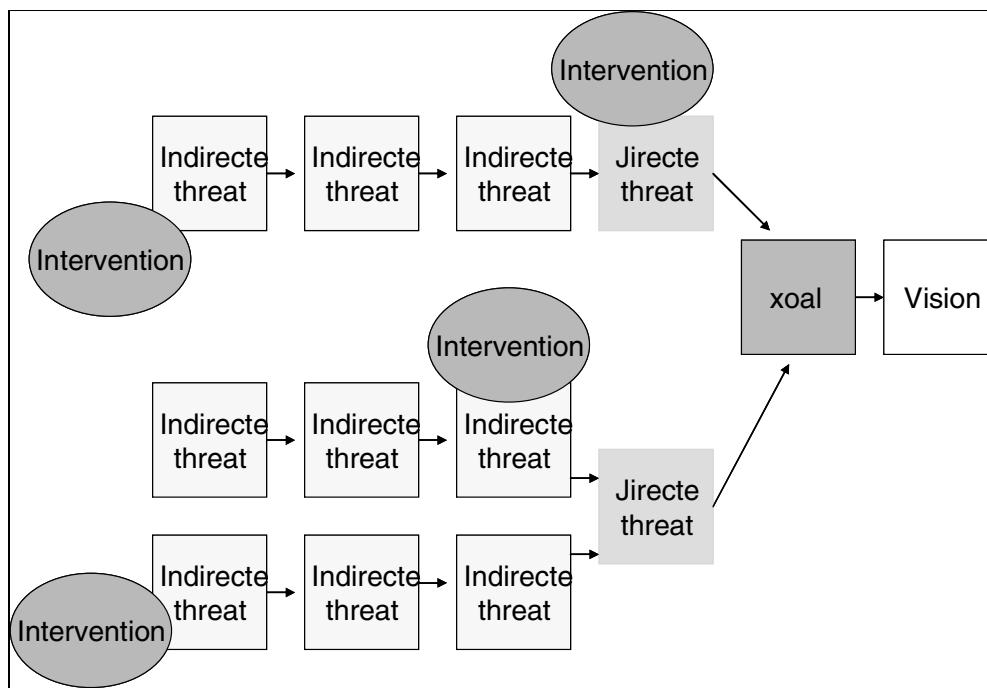 Intervention
Indirecte
threat
Indirecte
threat
Indirecte
threat
Jirecte
threat
Intervention
xoal
Vision
Intervention
Indirecte
threat
Indirecte
threat
Indirecte
threat
Jirecte
threat
Indirecte
threat
Indirecte
threat
Indirecte
threat
Intervention